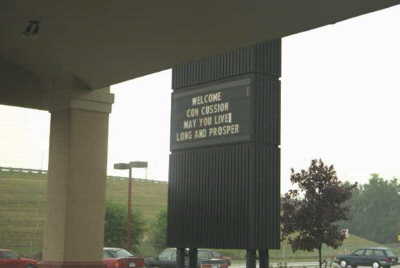 WELCOME
CON CUSSION
MAY YOU LIVE
LONG AND PROSPER